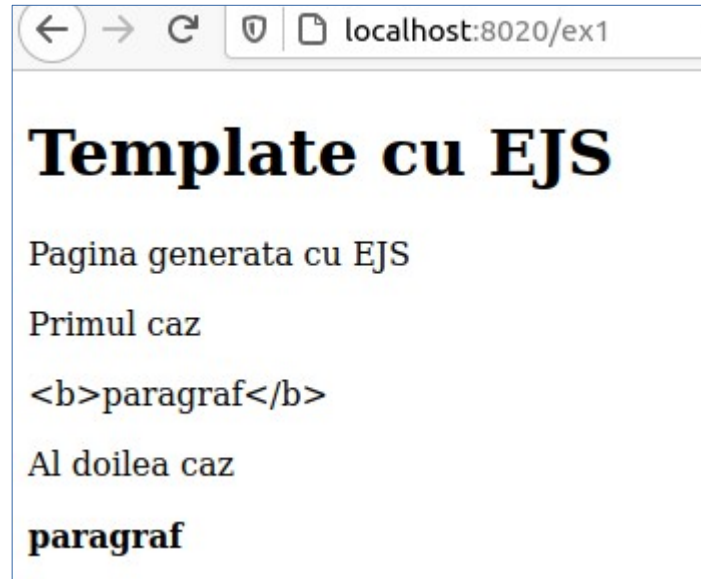 localhost:8020/ex1
Template cu EJS
Pagina generata cu EJS
Primul caz
<b>paragraf</b>
Al doilea caz
paragraf